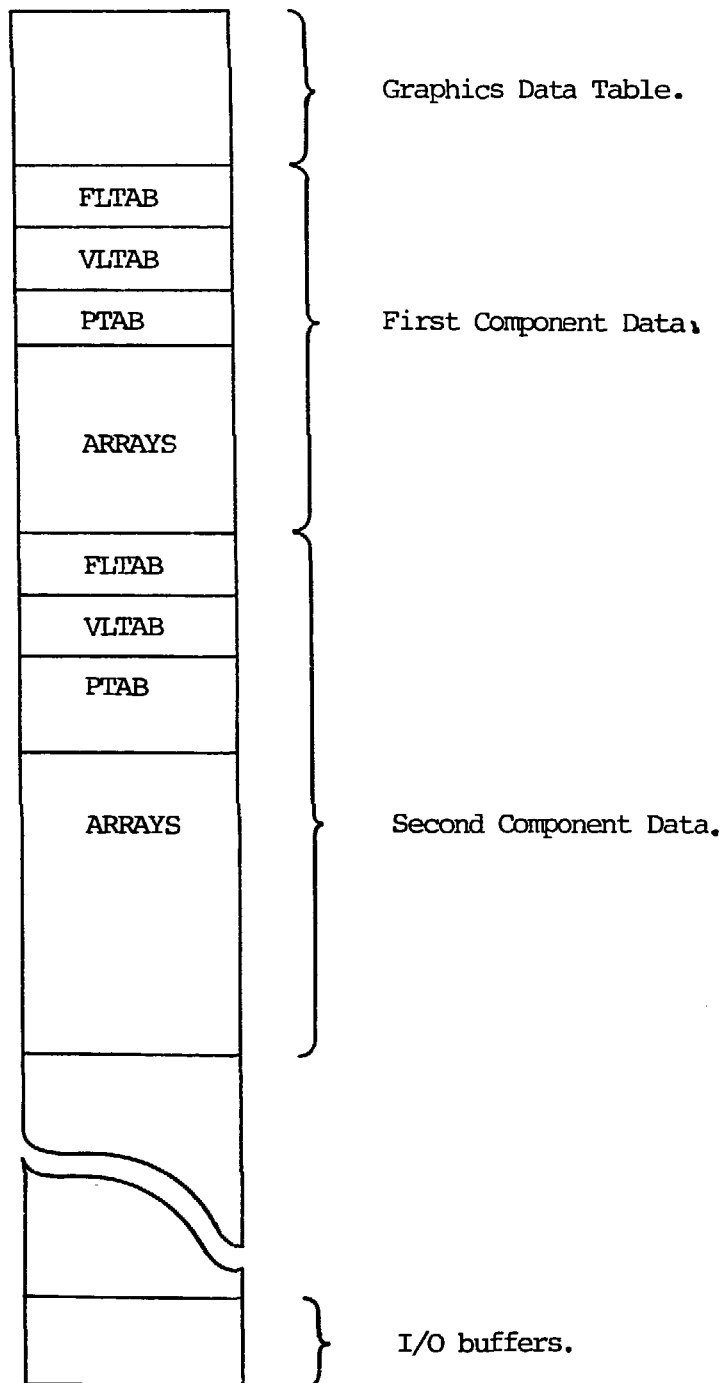 Graphics Data Table.
FLTAB
VLTAB
PTAB
First Component Data.
ARRAYS
FLTAB
VLTAB
PTAB
ARRAYS
Second Component Data.
I/O buffers.